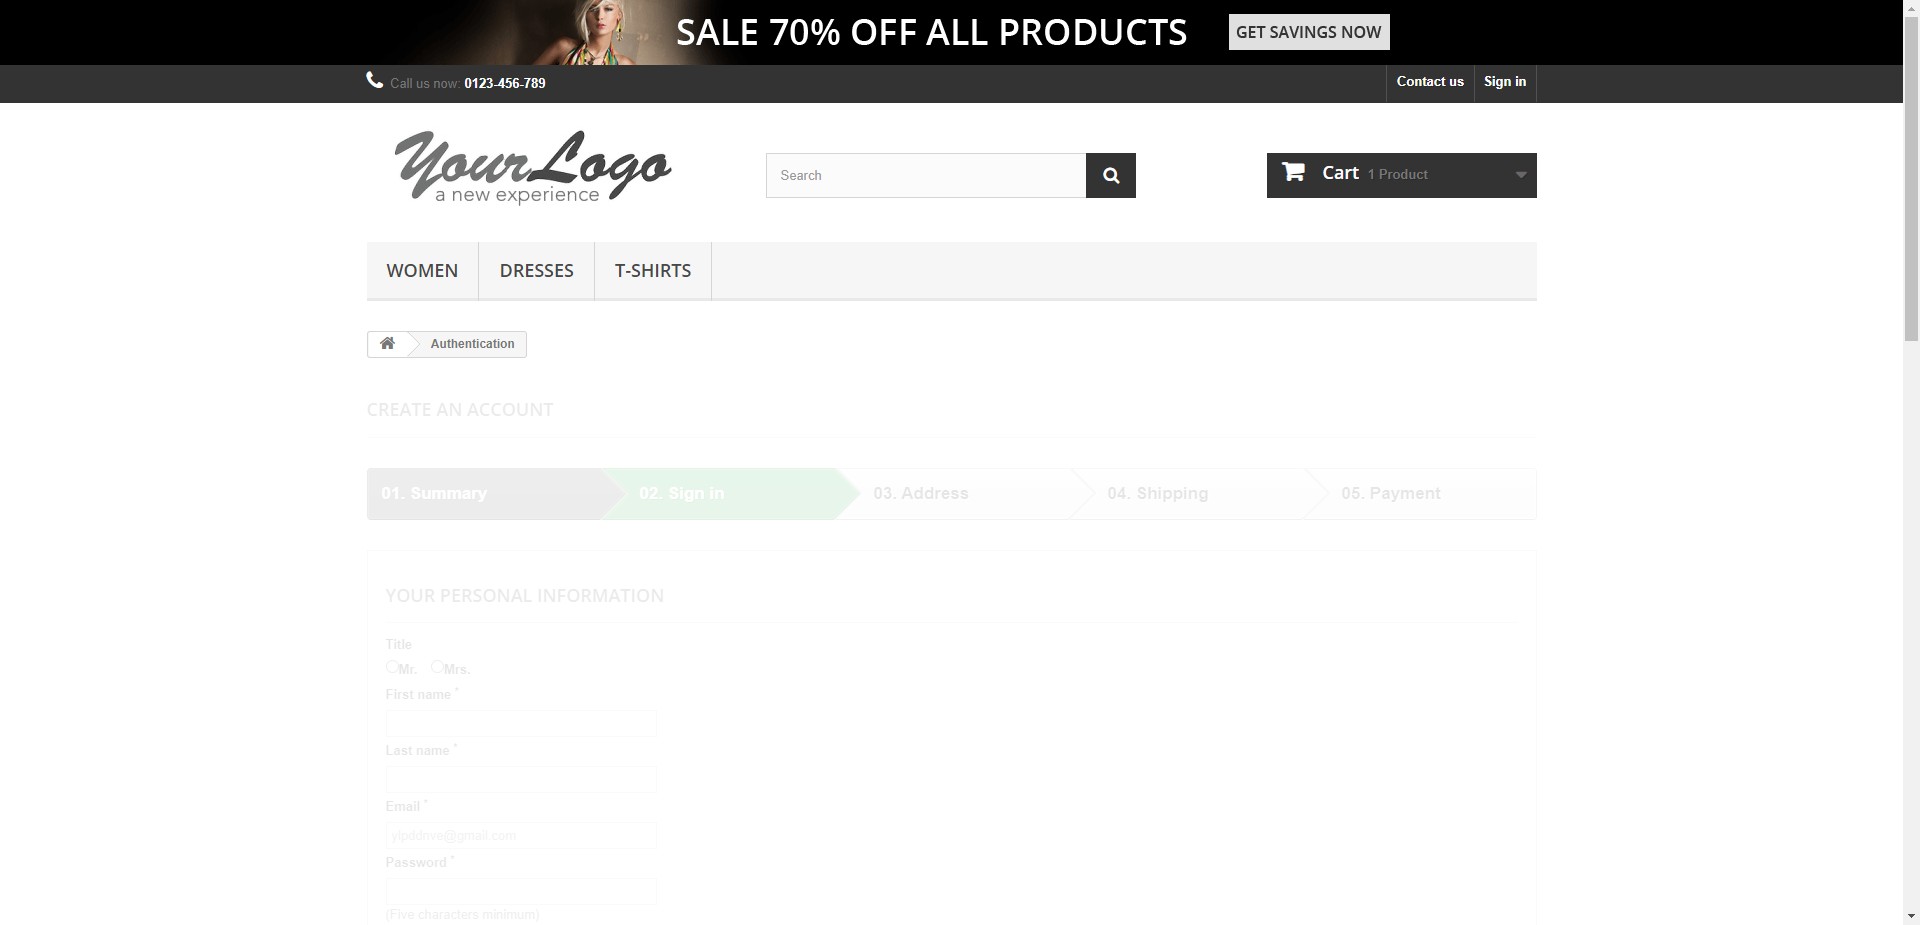 SALE 70% OFF ALL PRODUCTS GET SAVINGS NOW
Call us now: 0123-456-789 Contact us Sign in
YourLogo
a new experience
Search
Cart 1 Product
WOMEN DRESSES T-SHIRTS
Authentication
CREATE AN ACCOUNT
01. Summary 02. Sign in 03. Address 04. Shipping 05. Payment
YOUR PERSONAL INFORMATION
Title
Mr. Mrs.
First name *
Last name *
Email *
ytpddnve@gmail.com
Password *
(Five characters minimum)